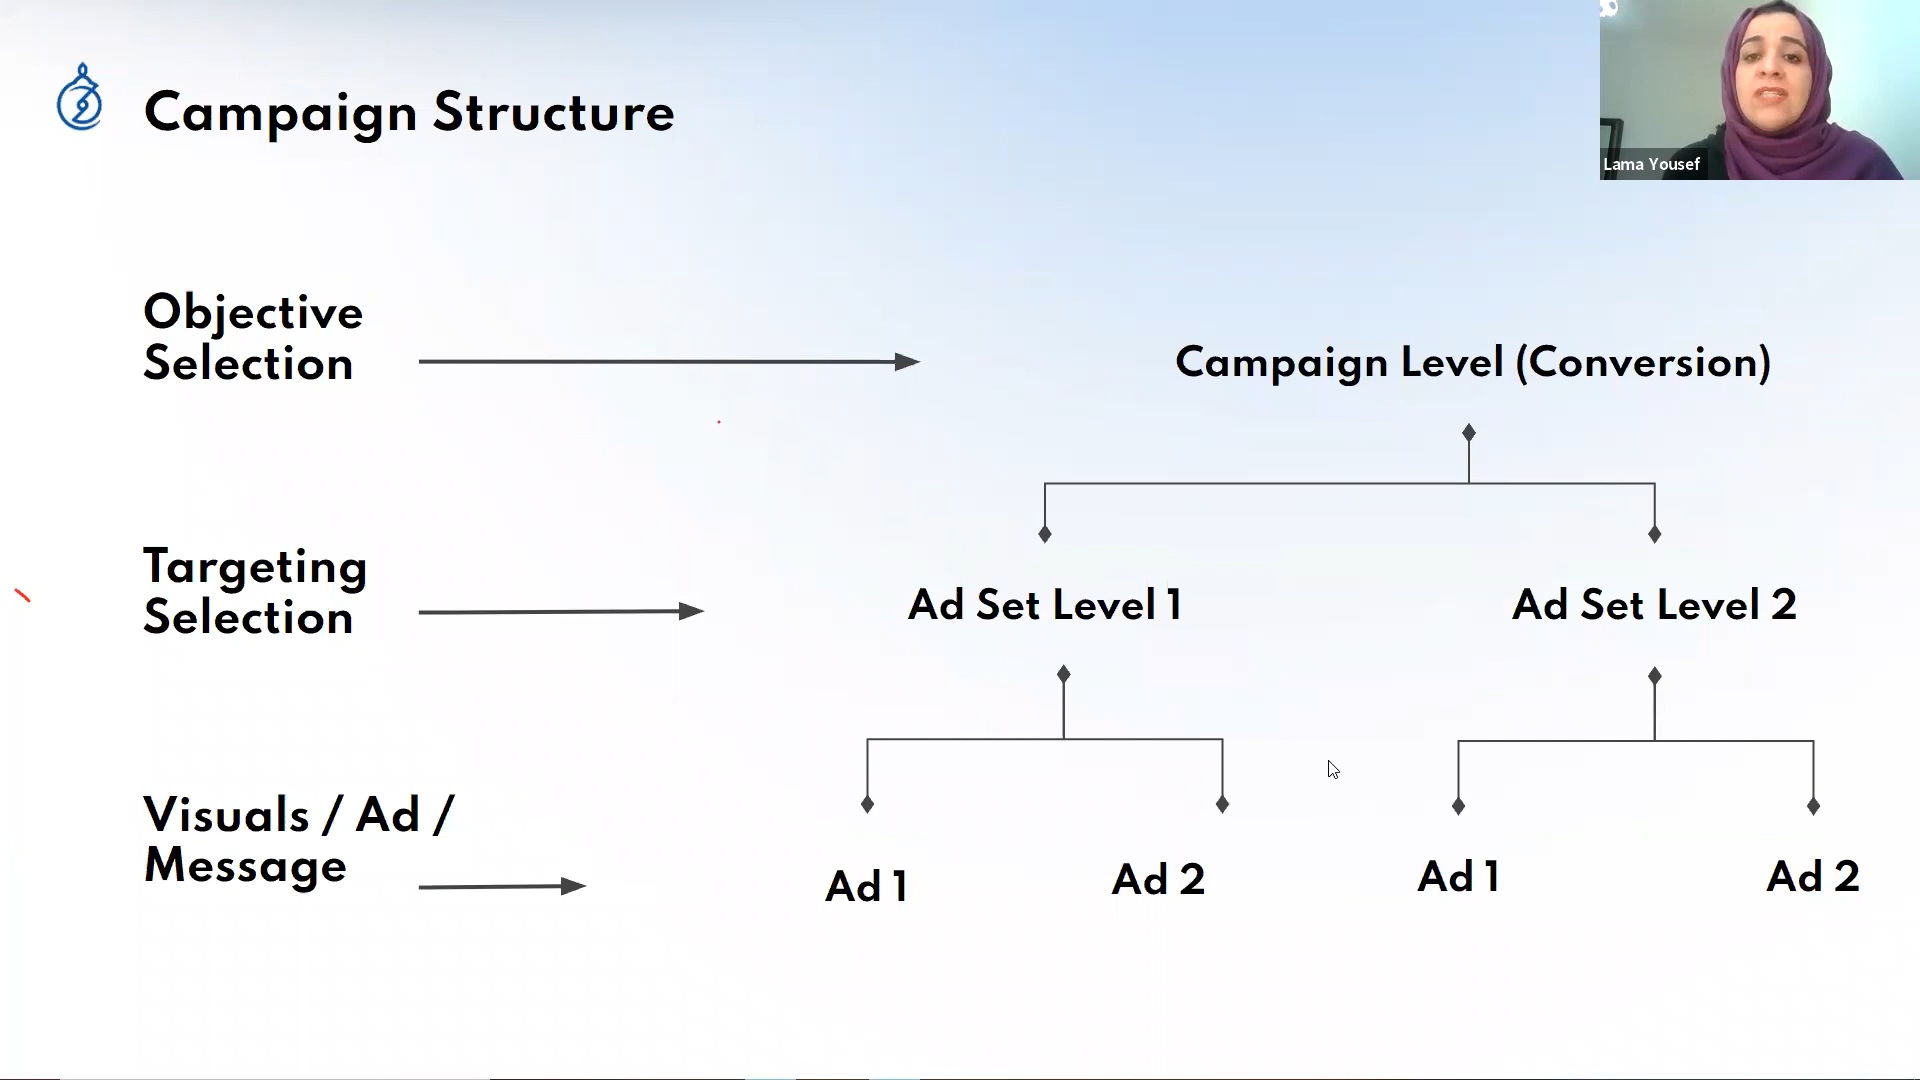 Campaign Structure
Lama Yousef
Objective
Selection
Campaign Level (Conversion)
Targeting
Selection
Ad Set Level 1
Ad Set Level 2
Visuals / Ad /
Message
Ad 1
Ad 2
Ad 1
Ad 2